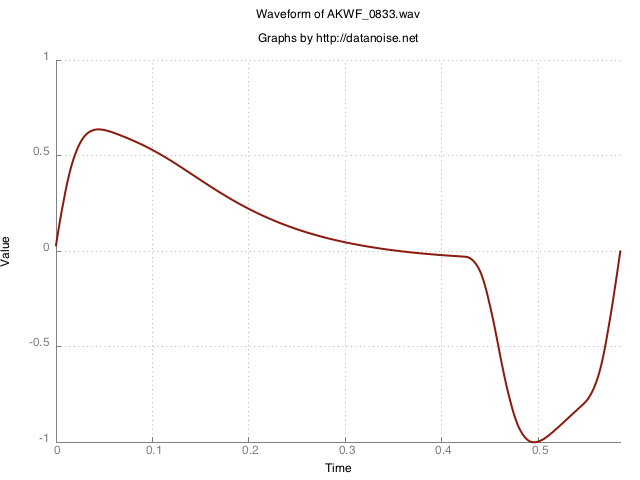 Waveform of AKWF_0833.wav
Graphs by http://datanoise.net
1
0.5
0
-0.5
-1
Value
0 0.1 0.2 0.3 0.4 0.5
Time